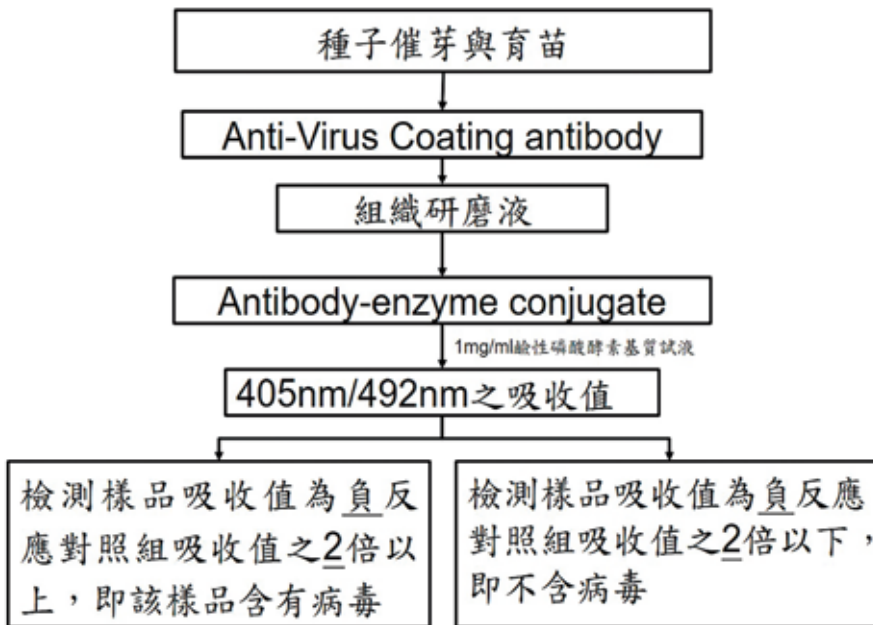 種子催芽與育苗
Anti-Virus Coating antibody
組織研磨液
Antibody-enzyme conjugate
1mg/ml鹼性磷酸酵素基質試液
405nm/492nm之吸收值
檢測樣品吸收值為負反
應對照組吸收值之2倍以
上，即該樣品含有病毒
檢測樣品吸收值為負反應
對照組吸收值之2倍以下，
即不含病毒